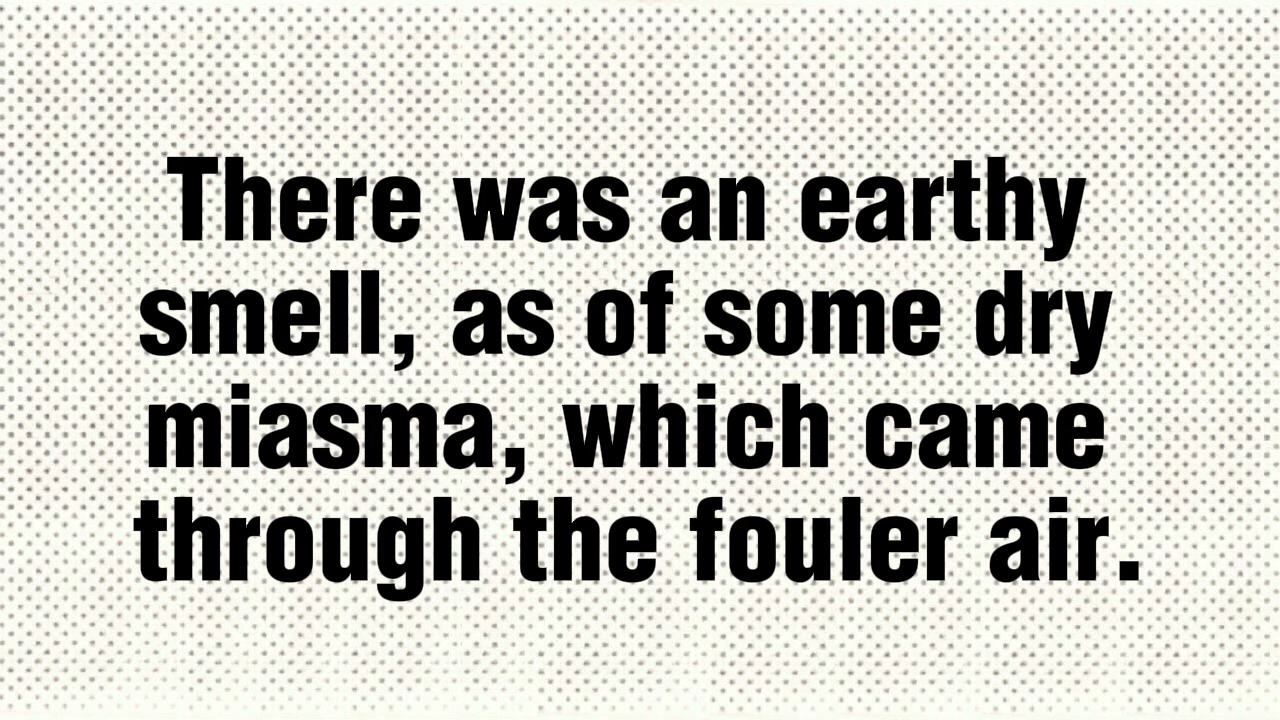 There was an earthy
smell, as of some dry
miasma, which came
through the fouler air.